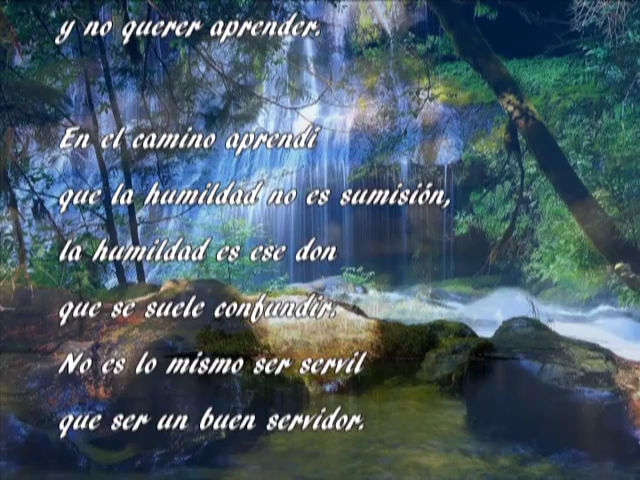 y no querer aprender.
En el camino aprendí
que la humildad no es sumisión,
la humildad es ese don
que se suele confundir.
No es lo mismo ser servil
que ser un buen servidor.